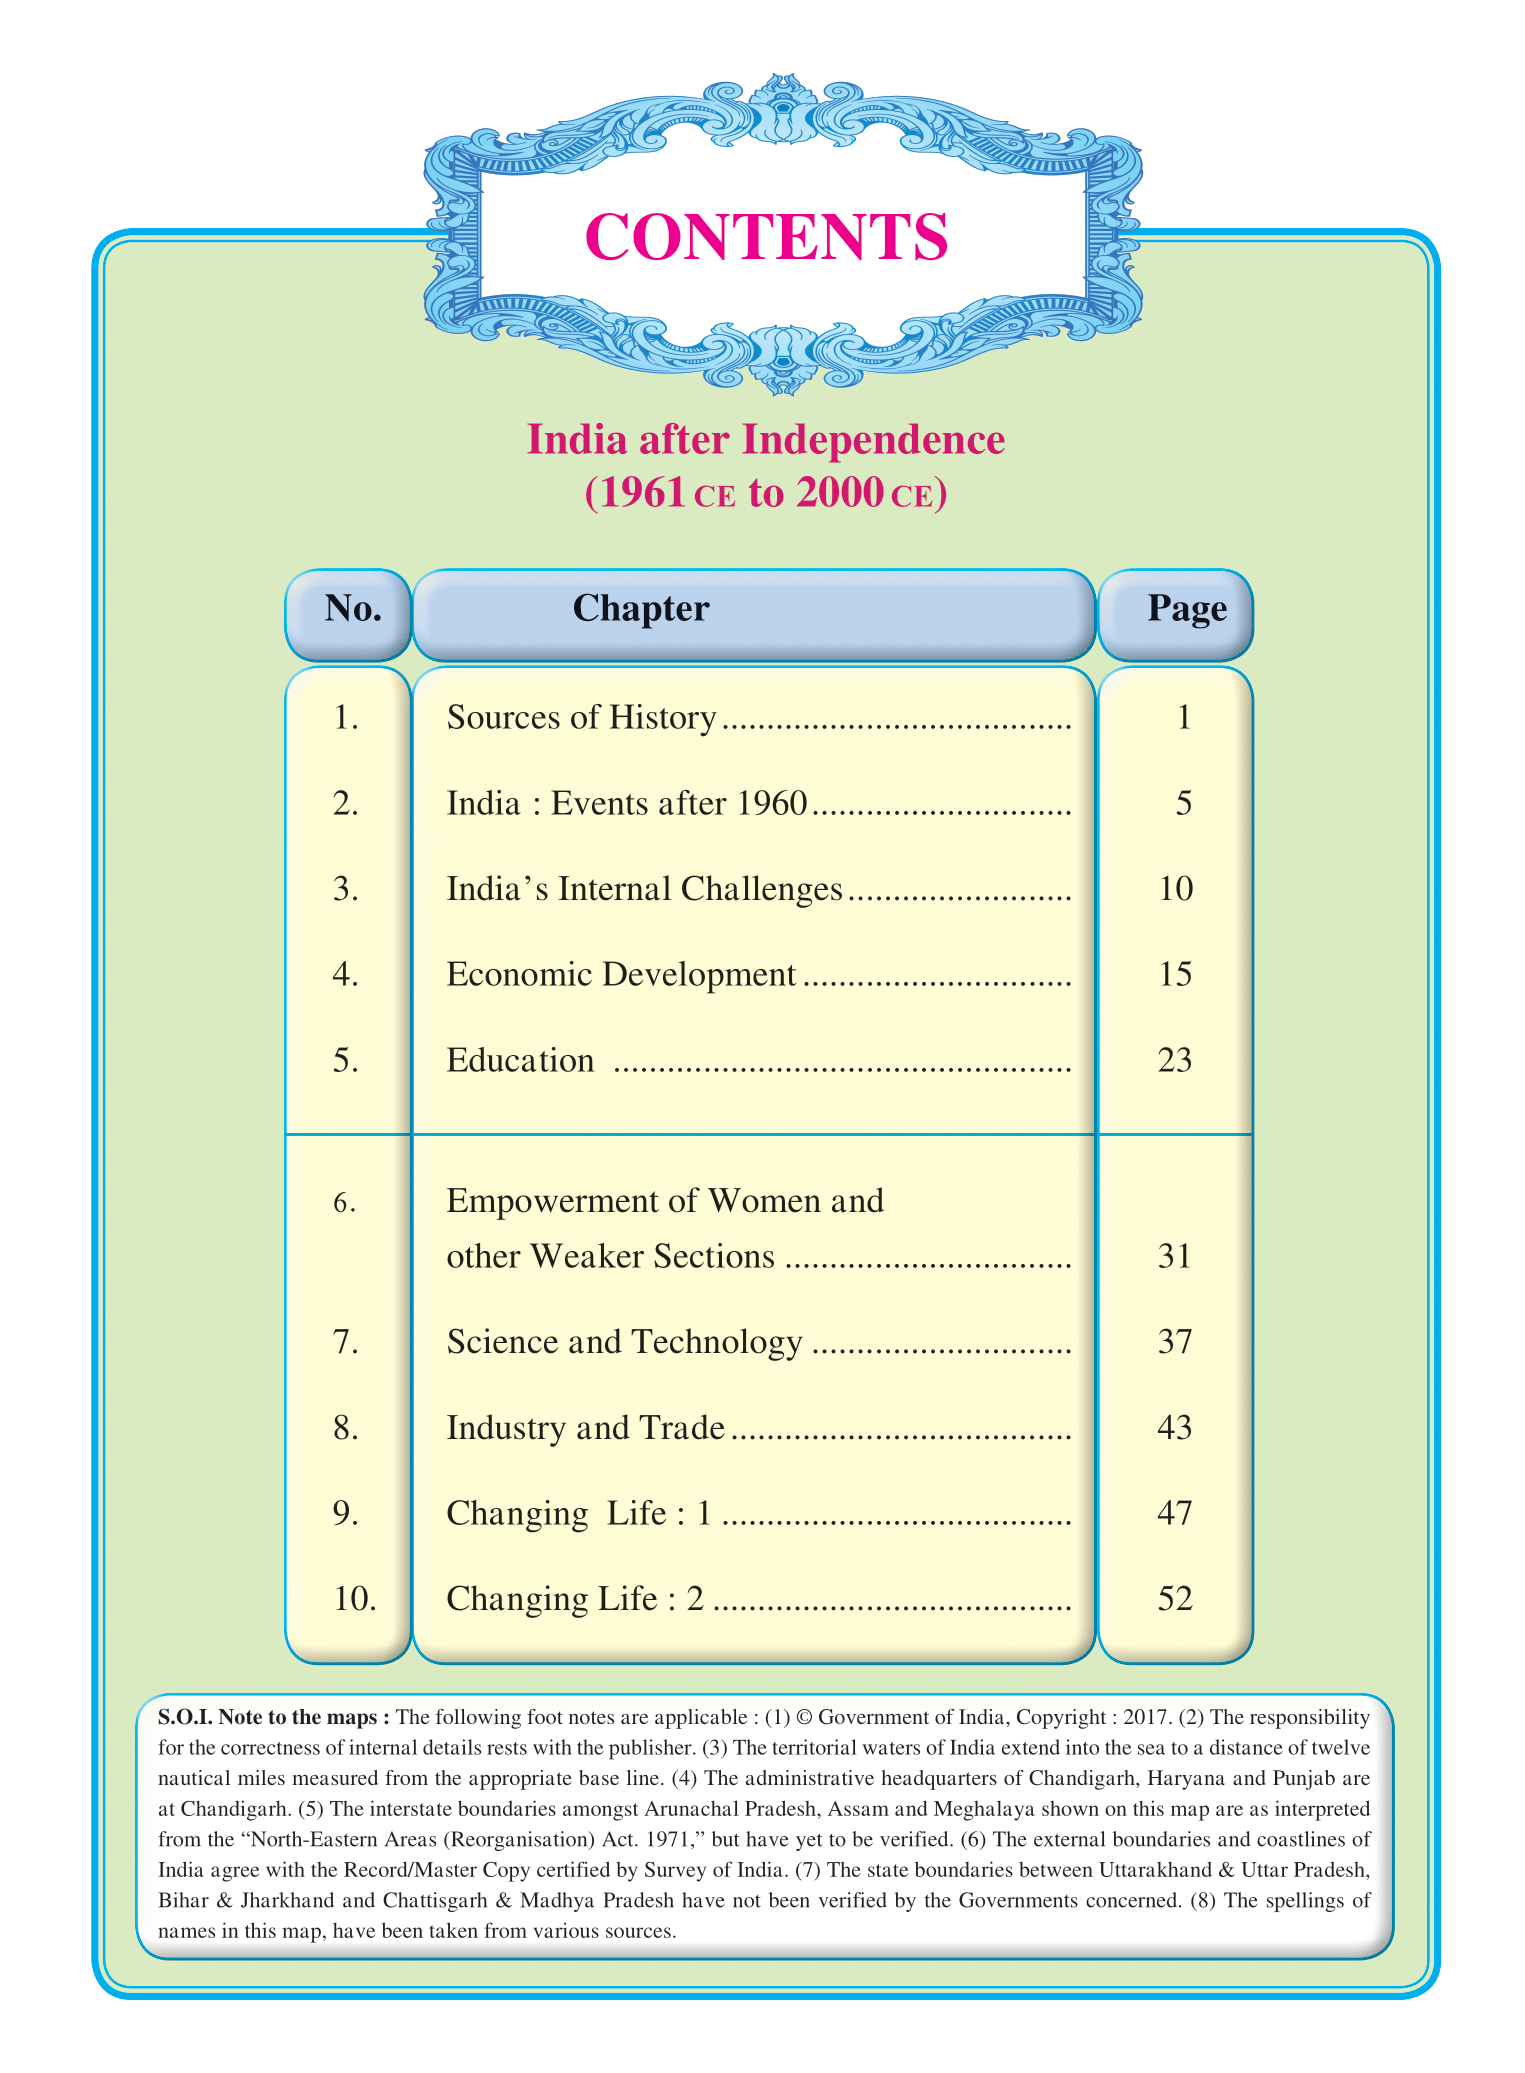 CONTENTS
India after Independence
(1961 CE to 2000 CE)
No. Chapter Page
1. Sources of History....................................... 1
2. India : Events after 1960............................. 5
3. India’s Internal Challenges......................... 10
4. Economic Development .............................. 15
5. Education ................................................... 23
6. Empowerment of Women and
other Weaker Sections ................................ 31
7. Science and Technology ............................. 37
8. Industry and Trade...................................... 43
9. Changing Life : 1 ....................................... 47
10. Changing Life : 2 ........................................ 52
S.O.I. Note to the maps : The following foot notes are applicable : (1) © Government of India, Copyright : 2017. (2) The responsibility
for the correctness of internal details rests with the publisher. (3) The territorial waters of India extend into the sea to a distance of twelve
nautical miles measured from the appropriate base line. (4) The administrative headquarters of Chandigarh, Haryana and Punjab are
at Chandigarh. (5) The interstate boundaries amongst Arunachal Pradesh, Assam and Meghalaya shown on this map are as interpreted
from the “North-Eastern Areas (Reorganisation) Act. 1971,” but have yet to be verified. (6) The external boundaries and coastlines of
India agree with the Record/Master Copy certified by Survey of India. (7) The state boundaries between Uttarakhand & Uttar Pradesh,
Bihar & Jharkhand and Chattisgarh & Madhya Pradesh have not been verified by the Governments concerned. (8) The spellings of
names in this map, have been taken from various sources.